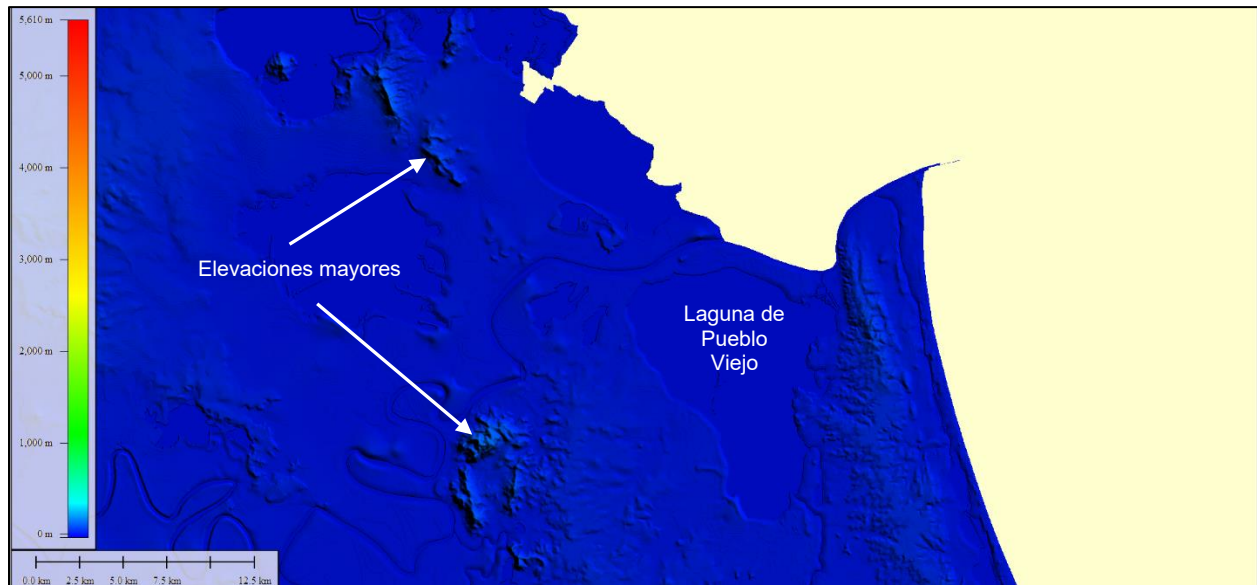 5,610 m
5,000 m
4,000 m
3,000 m
2,000 m
1,000 m
0 m
Elevaciones mayores
Laguna de
Pueblo
Viejo
0.0 km 2.5 km 5.0 km 7.5 km 12.5 km